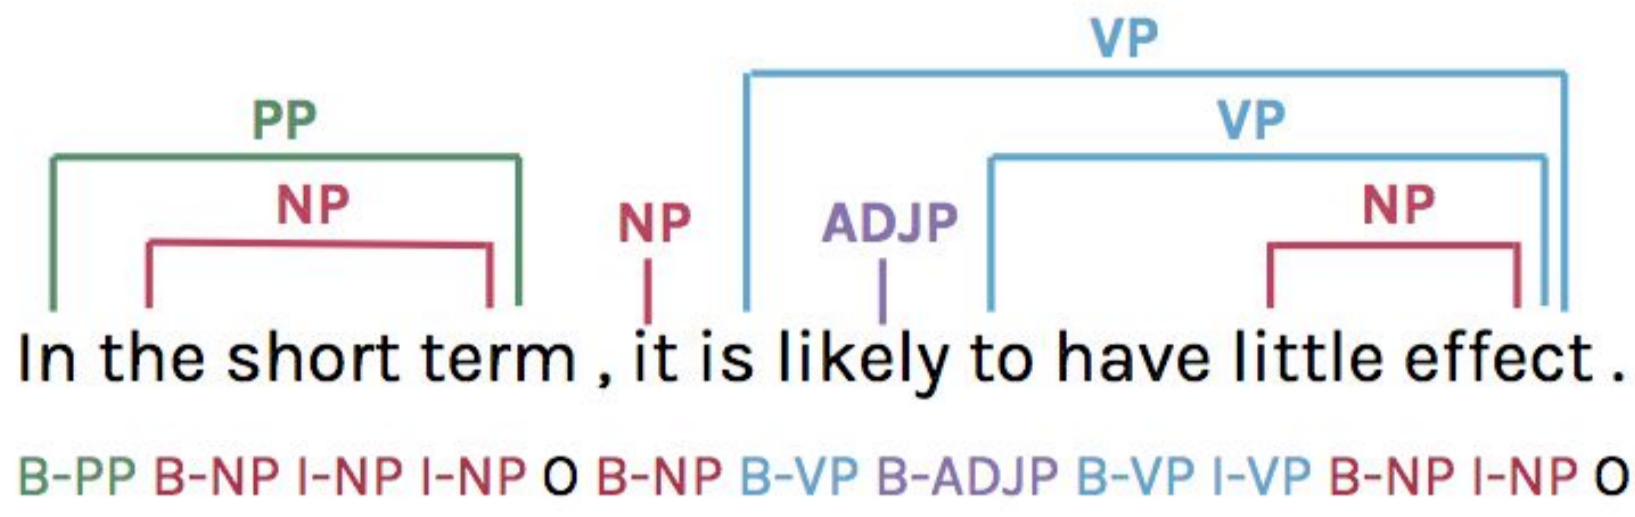 VP
PP VP
NP NP ADJP NP
In the short term , it is likely to have little effect .
B-PP B-NP I-NP I-NP O B-NP B-VP B-ADJP B-VP I-VP B-NP I-NP O